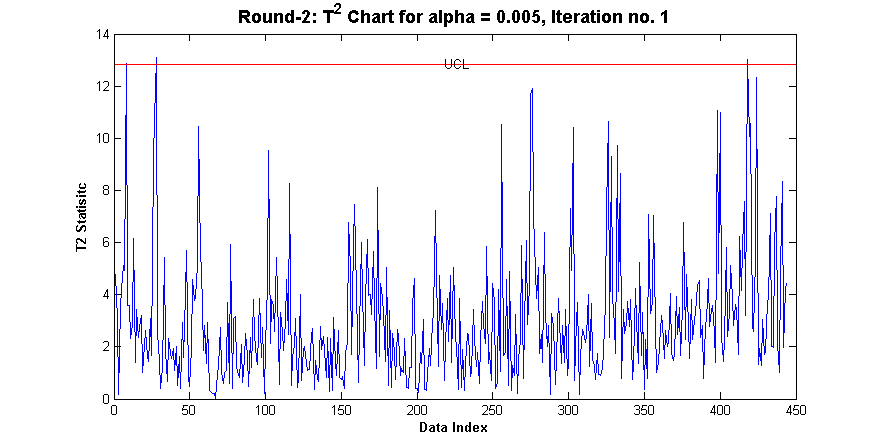 Round-2: T2 Chart for alpha = 0.005, Iteration no. 1
14
12
10
8
6
4
2
0
UCL
T2 Statisitc
0 50 100 150 200 250 300 350 400 450
Data Index